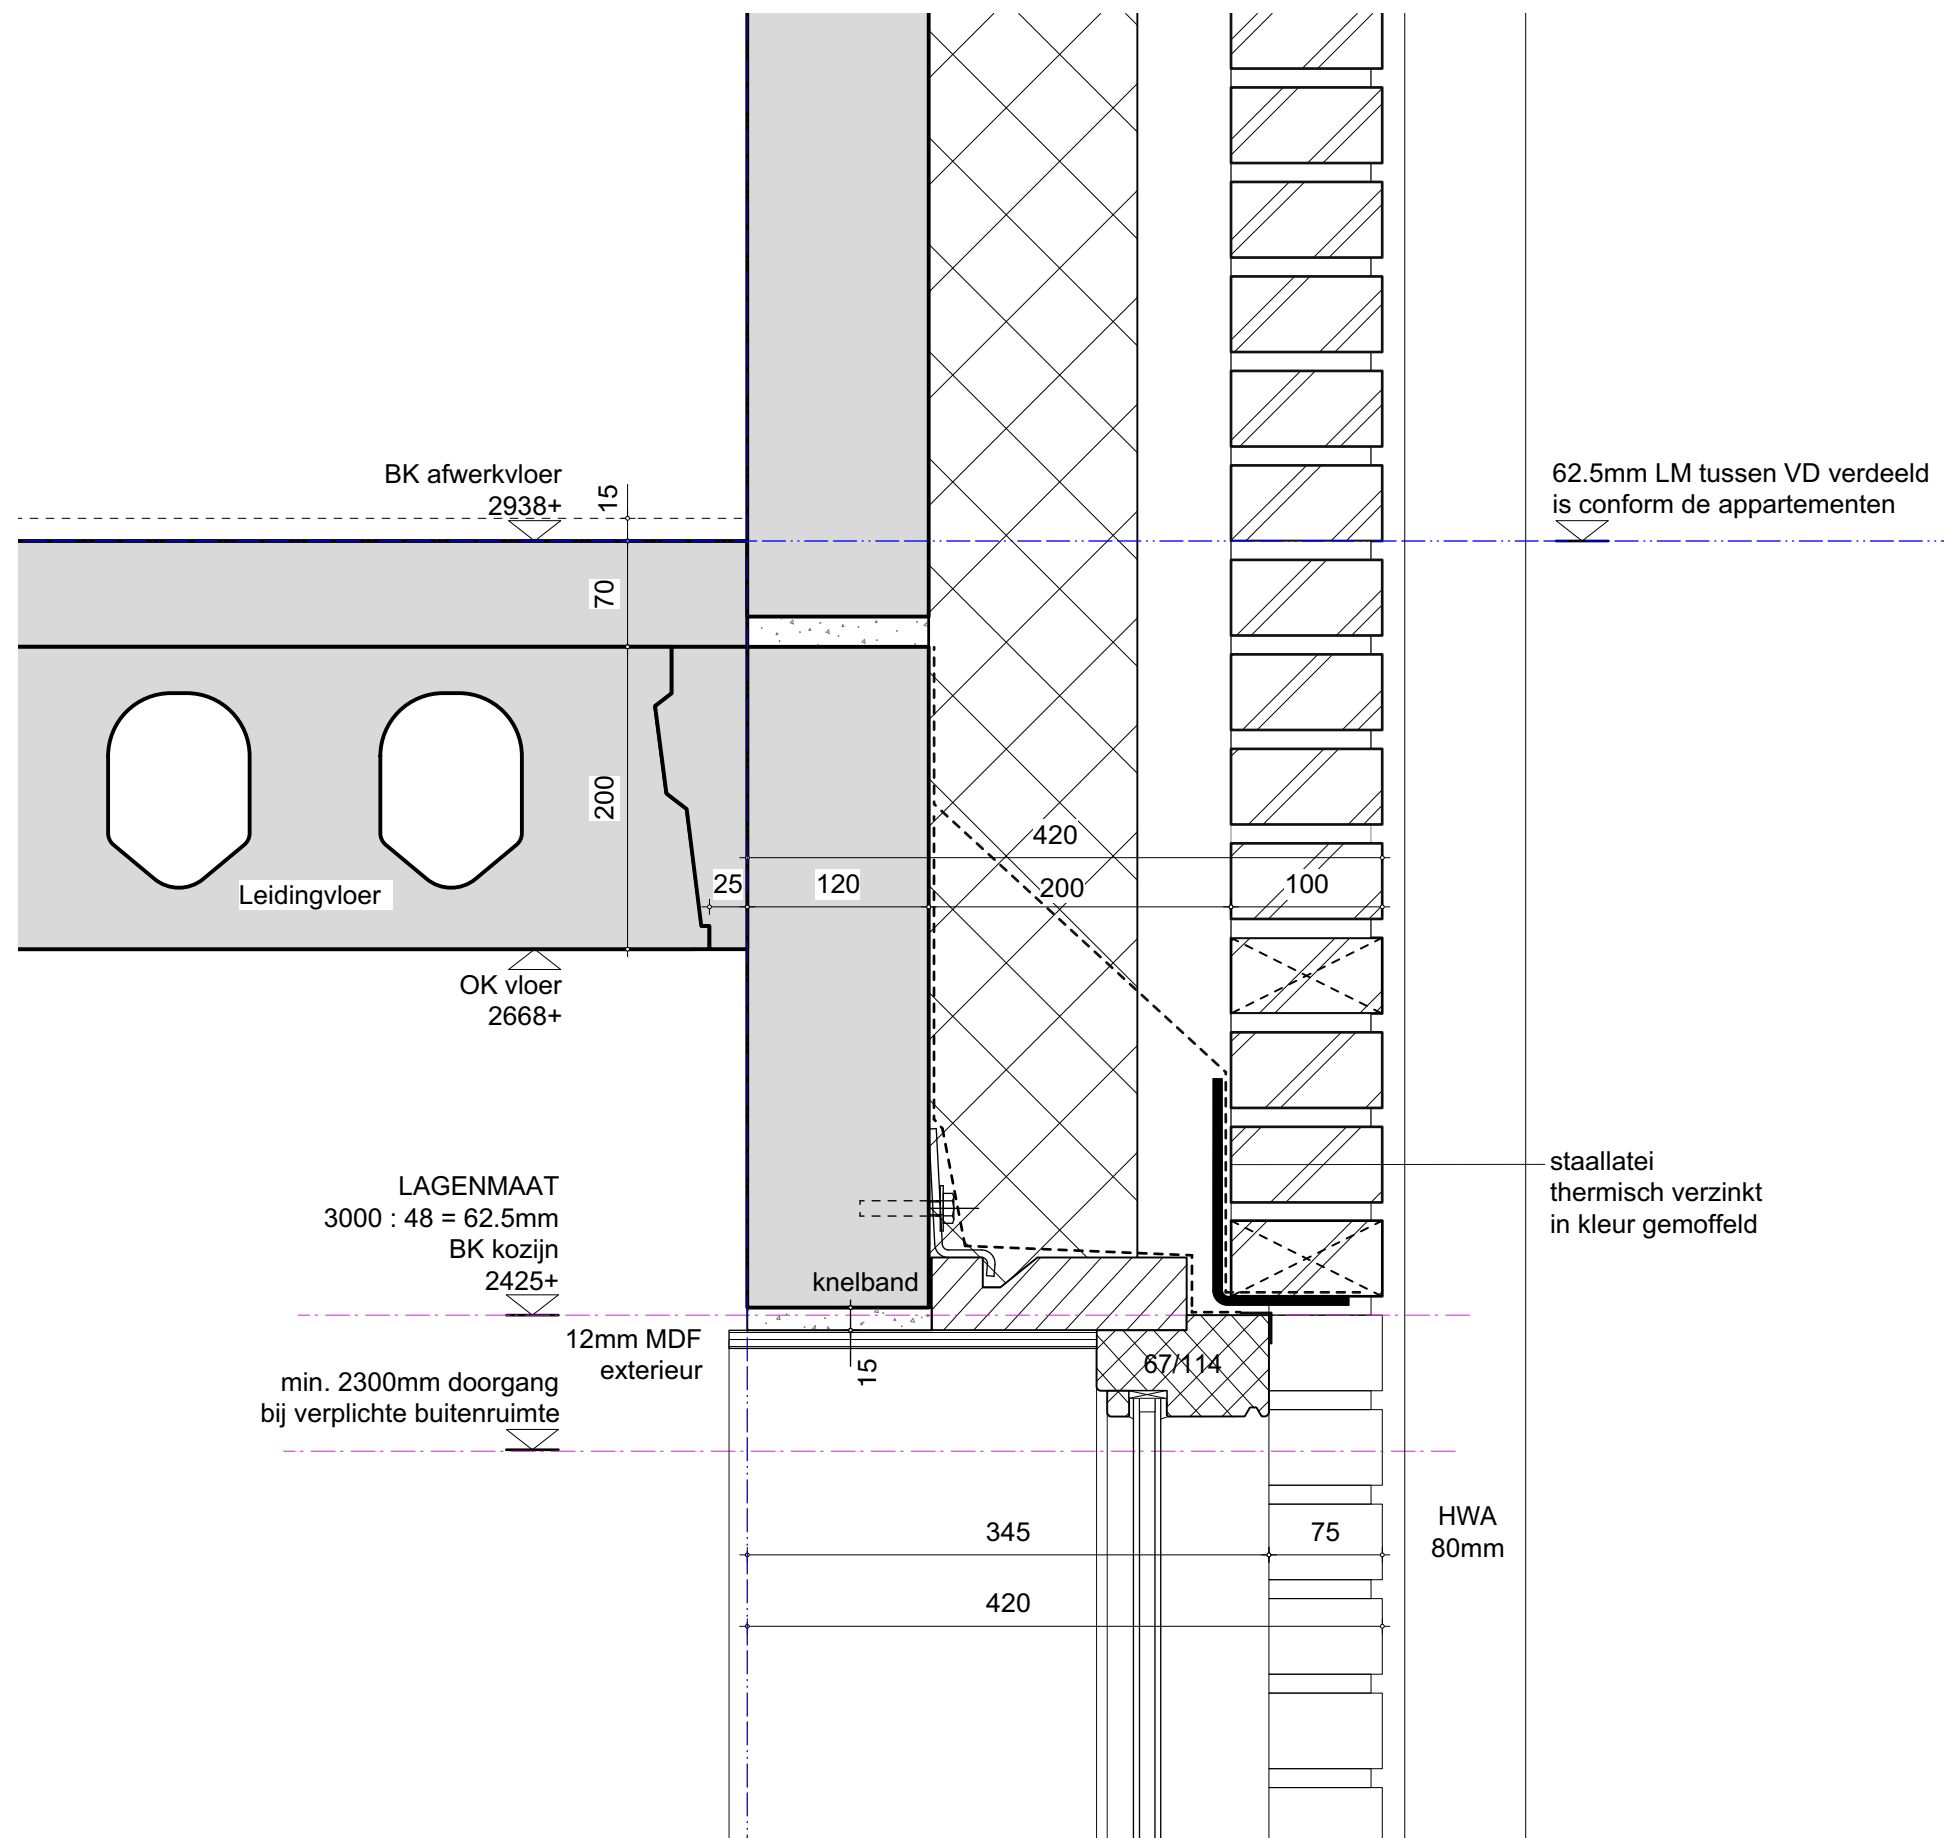 BK afwerkvloer
2938+
15
62.5mm LM tussen VD verdeeld
is conform de appartementen
70
200
420
25
120
200
100
Leidingvloer
OK vloer
2668+
staallatei
thermisch verzinkt
in kleur gemoffeld
LAGENMAAT
3000 : 48 = 62.5mm
BK kozijn
2425+
knelband
12mm MDF
exterieur
15
67/114
min. 2300mm doorgang
bij verplichte buitenruimte
345
75
HWA
80mm
420